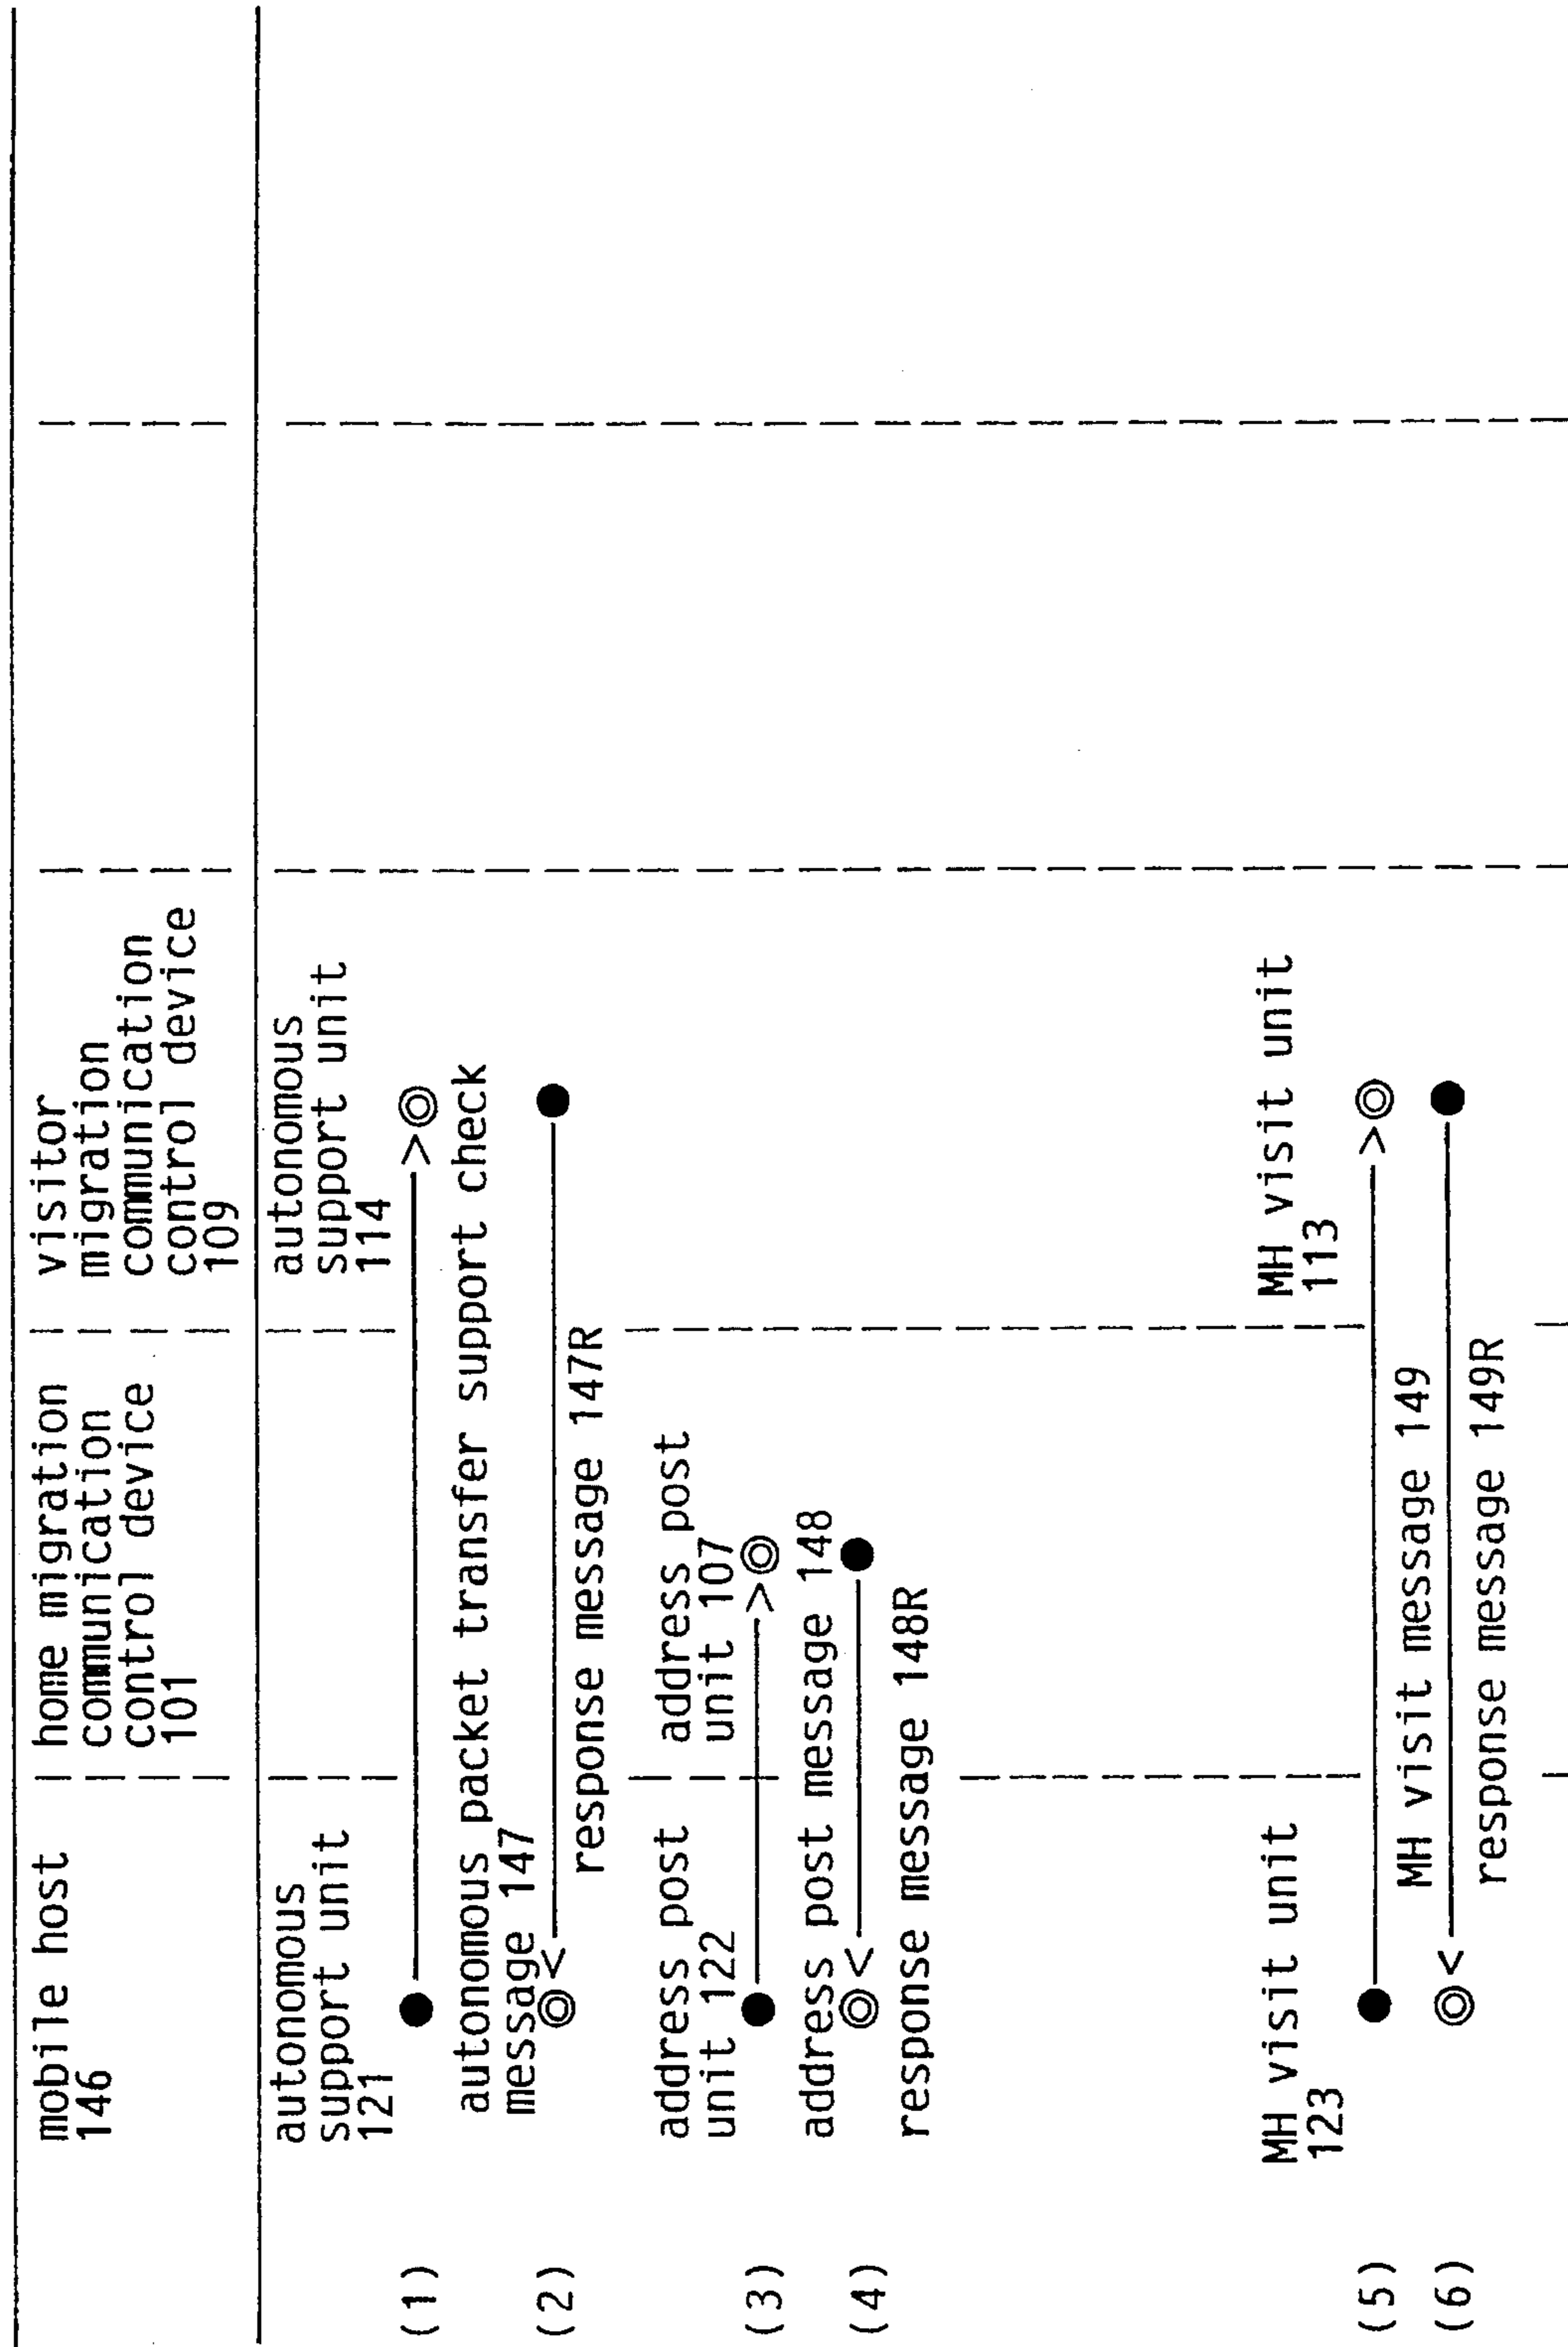 mobile host
146
home migration
communication
control device
101
visitor
migration
communication
control device
109
autonomous
support unit
121
autonomous
support unit
114
(1)
autonomous packet transfer support check
message 147
(2)
response message 147R
address post
unit 122
address post
unit 107
(3)
address post message 148
(4)
response message 148R
MH visit unit
123
MH visit unit
113
(5)
MH visit message 149
(6)
response message 149R